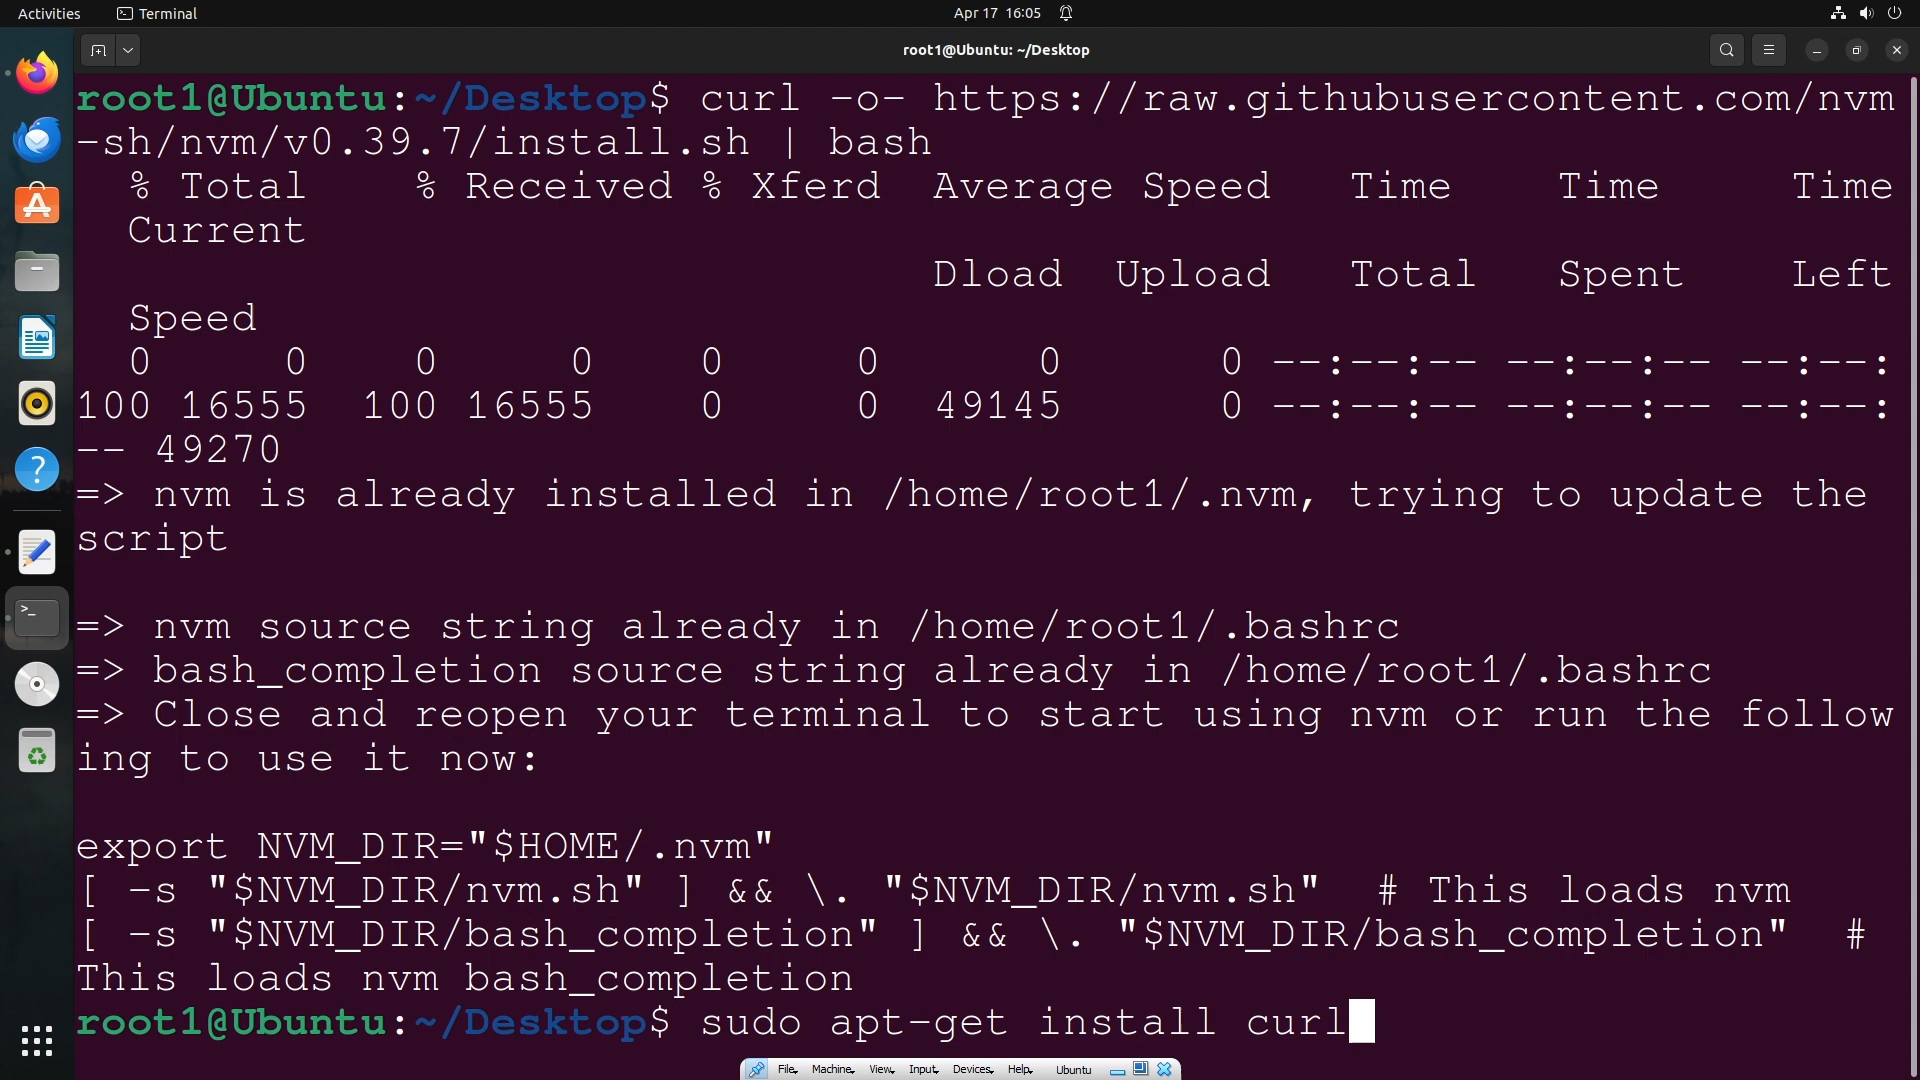 Activities Terminal Apr 17 16:05
root1@Ubuntu: ~/Desktop
root1@Ubuntu:~/Desktop$ curl -o- https://raw.githubusercontent.com/nvm
-sh/nvm/v0.39.7/install.sh | bash
% Total % Received % Xferd Average Speed Time Time Time
Current
Dload Upload Total Spent Left
Speed
0 0 0 0 0 0 0 0 --:--:-- --:--:-- --:--:
100 16555 100 16555 0 0 49145 0 --:--:-- --:--:-- --:--:
-- 49270
=> nvm is already installed in /home/root1/.nvm, trying to update the
script
=> nvm source string already in /home/root1/.bashrc
=> bash_completion source string already in /home/root1/.bashrc
=> Close and reopen your terminal to start using nvm or run the follow
ing to use it now:
export NVM_DIR="$HOME/.nvm"
[ -s "$NVM_DIR/nvm.sh" ] && \. "$NVM_DIR/nvm.sh" # This loads nvm
[ -s "$NVM_DIR/bash_completion" ] && \. "$NVM_DIR/bash_completion" #
This loads nvm bash_completion
root1@Ubuntu:~/Desktop$ sudo apt-get install curl
File Machine View Input Devices Help Ubuntu